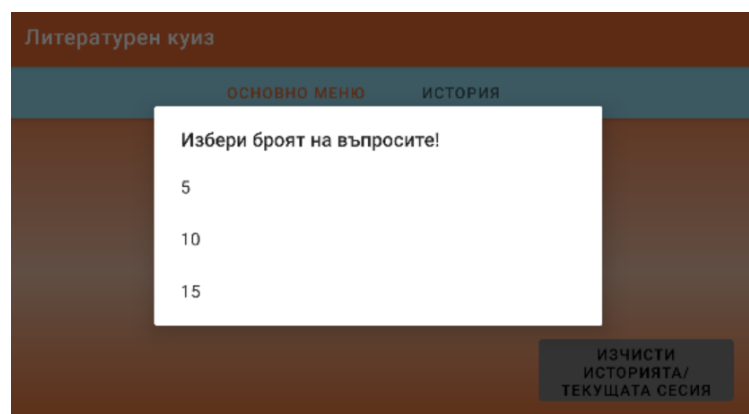 Литературен куиз
ОСНОВНО МЕНЮ ИСТОРИЯ
Избери броят на въпросите!
5
10
15
ИЗЧИСТИ
ИСТОРИЯТА/
ТЕКУЩАТА СЕСИЯ